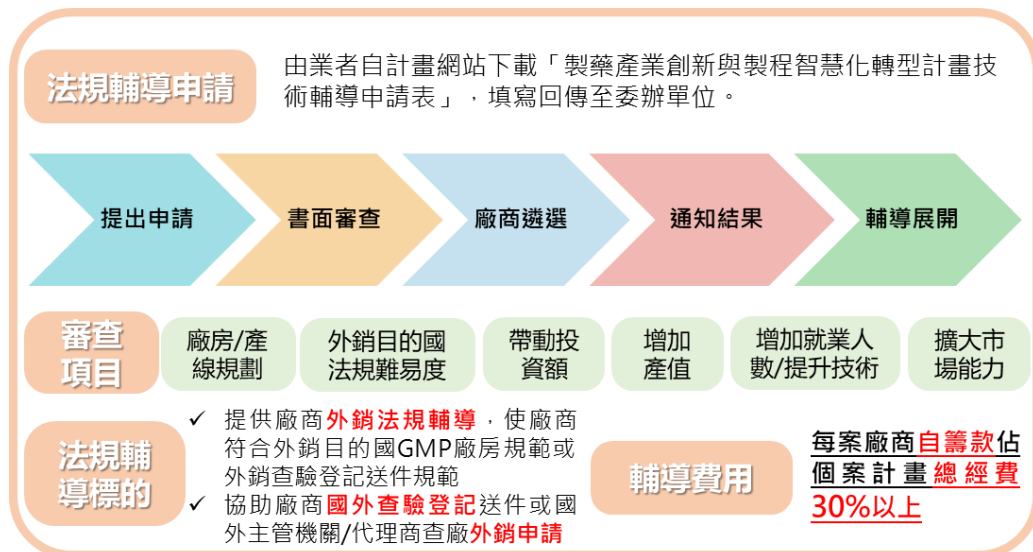 法規輔導申請
由業者自計畫網站下載「製藥產業創新與製程智慧化轉型計畫技
術輔導申請表」，填寫回傳至委辦單位。
提出申請
書面審查
廠商遴選
通知結果
輔導展開
審查
項目
廠房/產
線規劃
外銷目的國
法規難易度
帶動投
資額
增加
產值
增加就業人
數/提升技術
擴大市
場能力
法規輔
導標的
✓ 提供廠商外銷法規輔導，使廠商
符合外銷目的國GMP廠房規範或
外銷查驗登記送件規範
✓ 協助廠商國外查驗登記送件或國
外主管機關/代理商查廠外銷申請
輔導費用
每案廠商自籌款佔
個案計畫總經費
30%以上